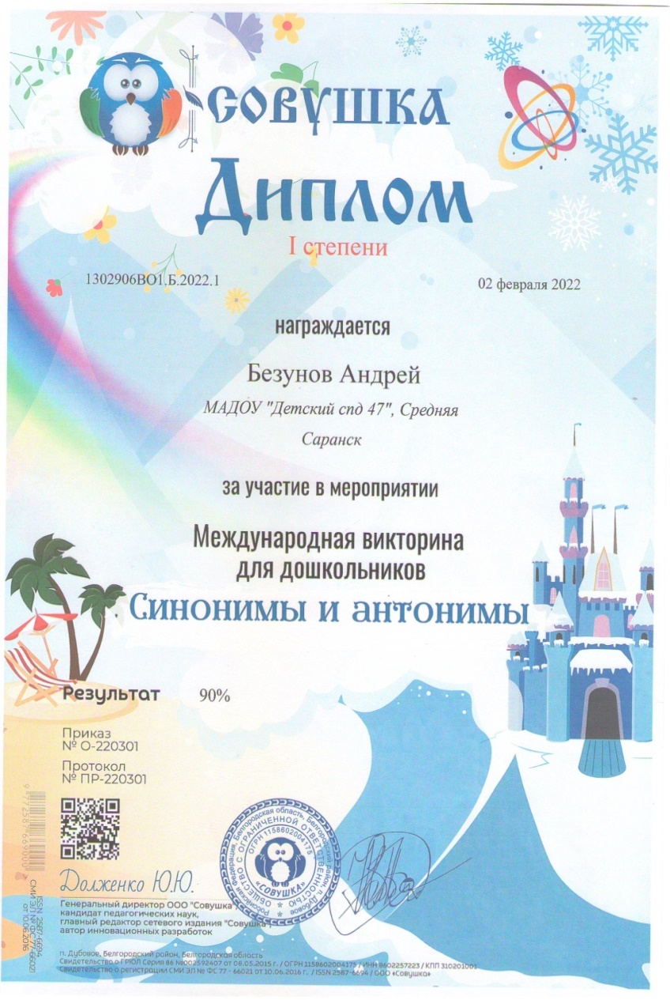 СОВУШКА
Диплом
I степени
1302906ВО1.Б.2022.1
02 февраля 2022
награждается
Безунов Андрей
МАДОУ "Детский спд 47", Средняя
Саранск
за участие в мероприятии
Международная викторина
для дошкольников
Синонимы и антонимы
Результат 90%
Приказ
№ О-220301
Протокол
№ ПР-220301
Долженко Ю.Ю.
Генеральный директор ООО "Совушка",
кандидат педагогических наук,
главный редактор сетевого издания "Совушка",
автор инновационных разработок
п. Дубовое, Белгородский район, Белгородская область
Свидетельство о ГРЮЛ Серия 86 №002592407 от 08.05.2015 г. / ОГРН 1158602004175 / ИНН 8602257223 / КПП 310201001
Свидетельство о регистрации СМИ ЭЛ № ФС 77 - 66021 от 10.06.2016 г. / ISSN 2587-6694 / ООО «Совушка»
ISSN 2587-6694
СМИ ЭЛ № ФС 77-66021
от 10.06.2016
Российская Федерация, Белгородская область, Белгородский район, п. Дубовое
ОБЩЕСТВО С ОГРАНИЧЕННОЙ ОТВЕТСТВЕННОСТЬЮ
ОГРН 1158602004175
«СОВУШКА»